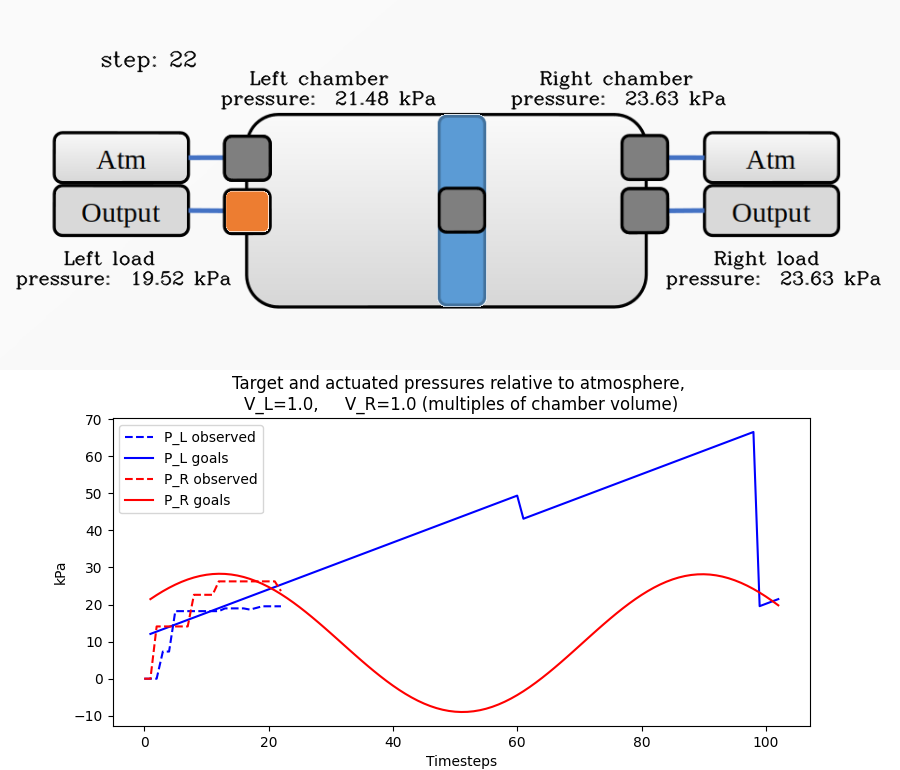 step: 22
Left chamber
pressure: 21.48 kPa
Right chamber
pressure: 23.63 kPa
Atm
Output
Atm
Output
Left load
pressure: 19.52 kPa
Right load
pressure: 23.63 kPa
Target and actuated pressures relative to atmosphere,
V_L=1.0, V_R=1.0 (multiples of chamber volume)
P_L observed
P_L goals
P_R observed
P_R goals
kPa
70
60
50
40
30
20
10
0
−10
0 20 40 60 80 100
Timesteps